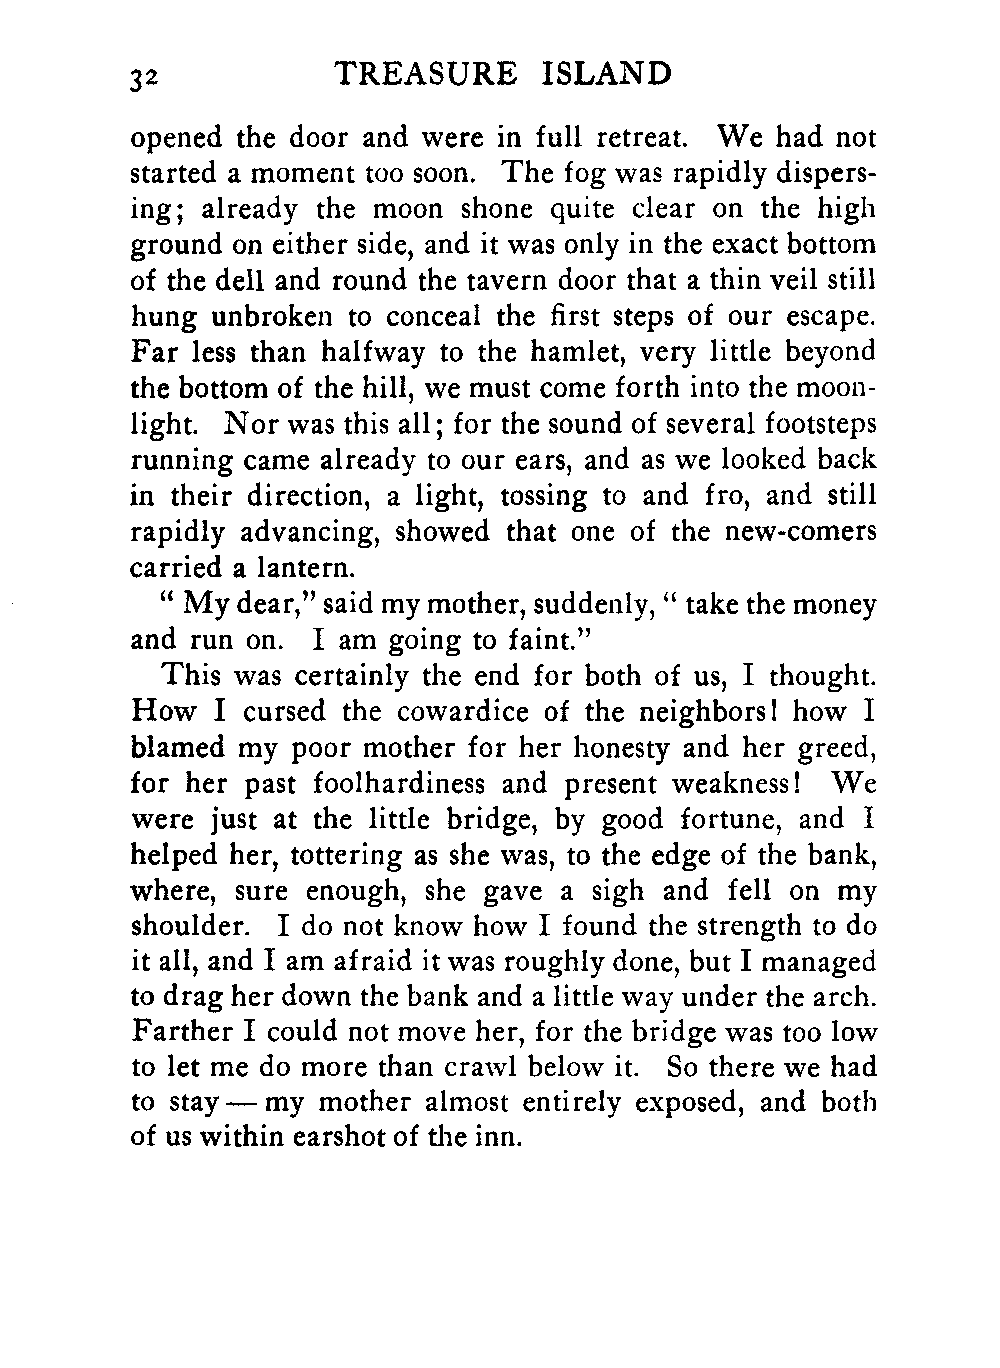 32 TREASURE ISLAND
opened the door and were in full retreat. We had not
started a moment too soon. The fog was rapidly dispers-
ing; already the moon shone quite clear on the high
ground on either side, and it was only in the exact bottom
of the dell and round the tavern door that a thin veil still
hung unbroken to conceal the first steps of our escape.
Far less than halfway to the hamlet, very little beyond
the bottom of the hill, we must come forth into the moon-
light. Nor was this all; for the sound of several footsteps
running came already to our ears, and as we looked back
in their direction, a light, tossing to and fro, and still
rapidly advancing, showed that one of the new-comers
carried a lantern.
“ My dear,” said my mother, suddenly, “ take the money
and run on. I am going to faint.”
This was certainly the end for both of us, I thought.
How I cursed the cowardice of the neighbors! how I
blamed my poor mother for her honesty and her greed,
for her past foolhardiness and present weakness! We
were just at the little bridge, by good fortune, and I
helped her, tottering as she was, to the edge of the bank,
where, sure enough, she gave a sigh and fell on my
shoulder. I do not know how I found the strength to do
it all, and I am afraid it was roughly done, but I managed
to drag her down the bank and a little way under the arch.
Farther I could not move her, for the bridge was too low
to let me do more than crawl below it. So there we had
to stay — my mother almost entirely exposed, and both
of us within earshot of the inn.